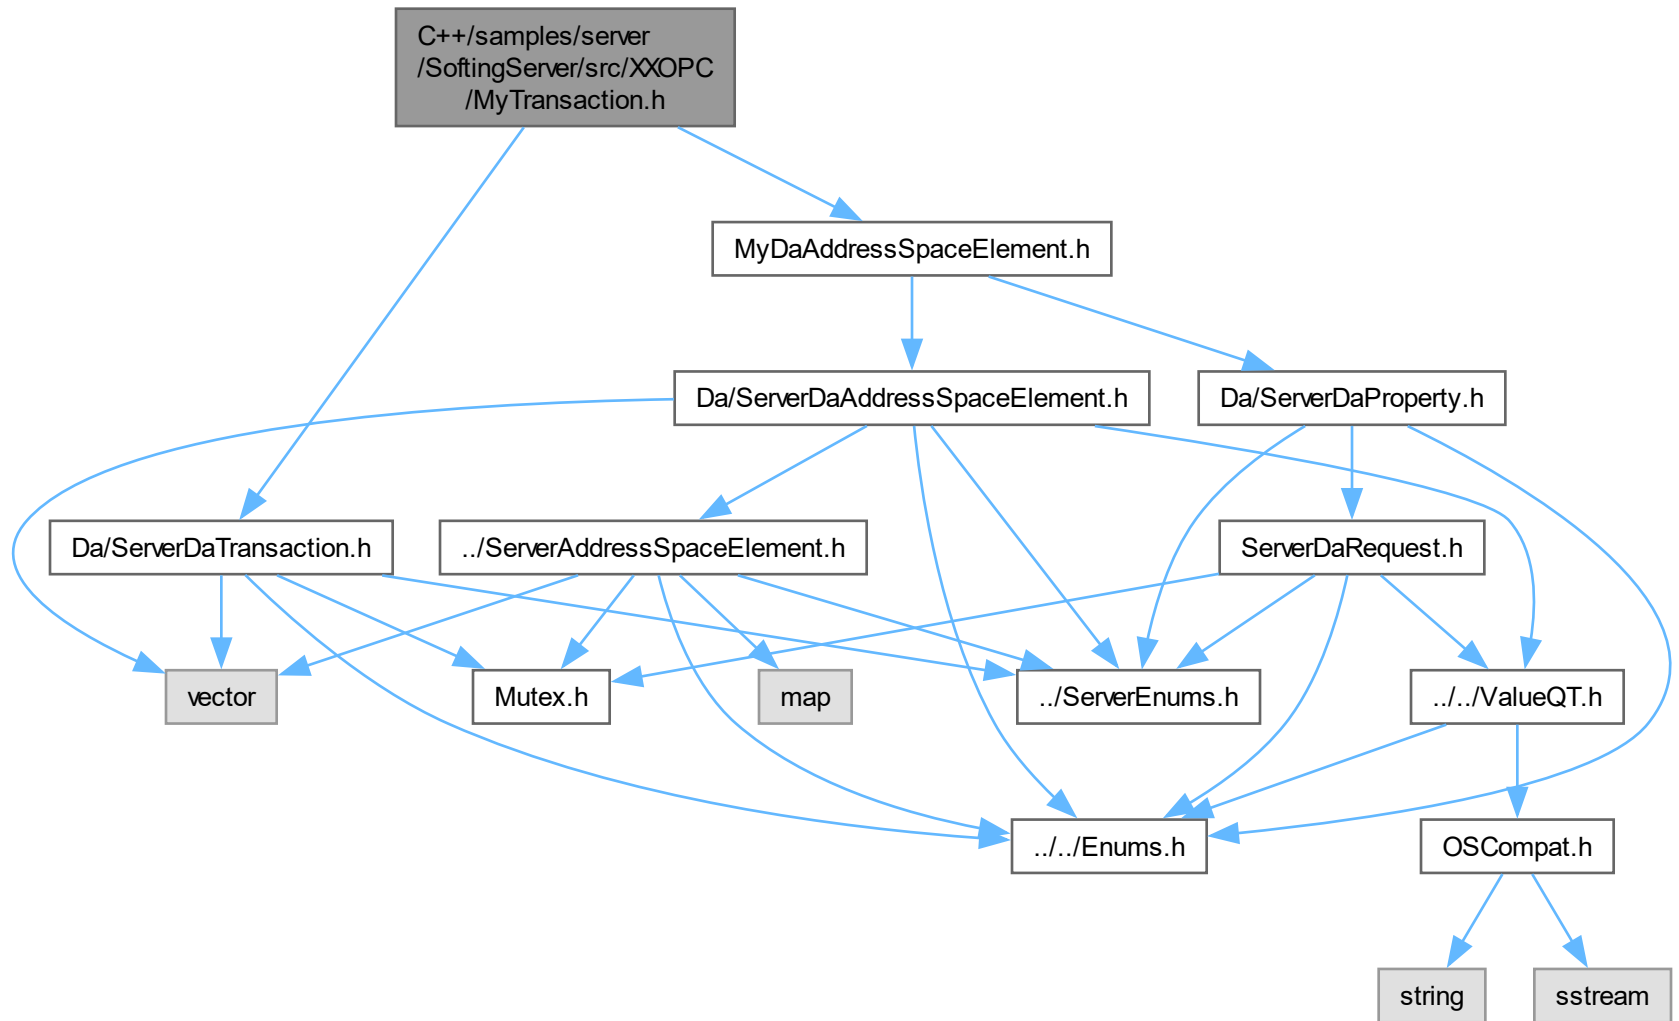 C++/samples/server
/SoftingServer/src/XXOPC
/MyTransaction.h
MyDaAddressSpaceElement.h
Da/ServerDaAddressSpaceElement.h
Da/ServerDaProperty.h
Da/ServerDaTransaction.h
../ServerAddressSpaceElement.h
ServerDaRequest.h
vector
Mutex.h
map
../ServerEnums.h
../../ValueQT.h
../../Enums.h
OSCompat.h
string
sstream